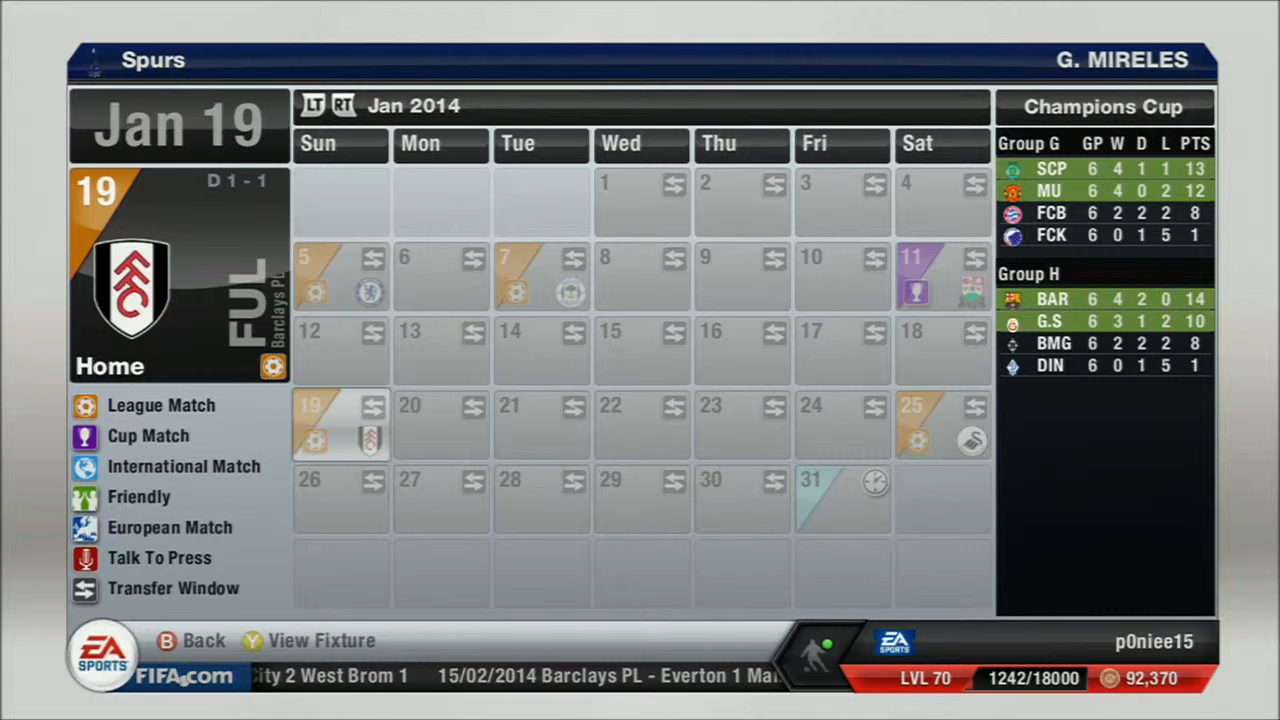 Spurs
G. MIRELES
Jan 19
LT RT Jan 2014
Champions Cup
Sun Mon Tue Wed Thu Fri Sat
19
D 1 - 1
FUL
Barclays PL
Home
1 2 3 4
5 6 7 8 9 10 11
12 13 14 15 16 17 18
19 20 21 22 23 24 25
26 27 28 29 30 31
Group G GP W D L PTS
SCP 6 4 1 1 13
MU 6 4 0 2 12
FCB 6 2 2 2 8
FCK 6 0 1 5 1
Group H
BAR 6 4 2 0 14
G.S 6 3 1 2 10
BMG 6 2 2 2 8
DIN 6 0 1 5 1
League Match
Cup Match
International Match
Friendly
European Match
Talk To Press
Transfer Window
B Back Y View Fixture
EA SPORTS
EA SPORTS
p0niee15
FIFA.com
City 2 West Brom 1 15/02/2014 Barclays PL - Everton 1 Ma
LVL 70 1242/18000 92,370